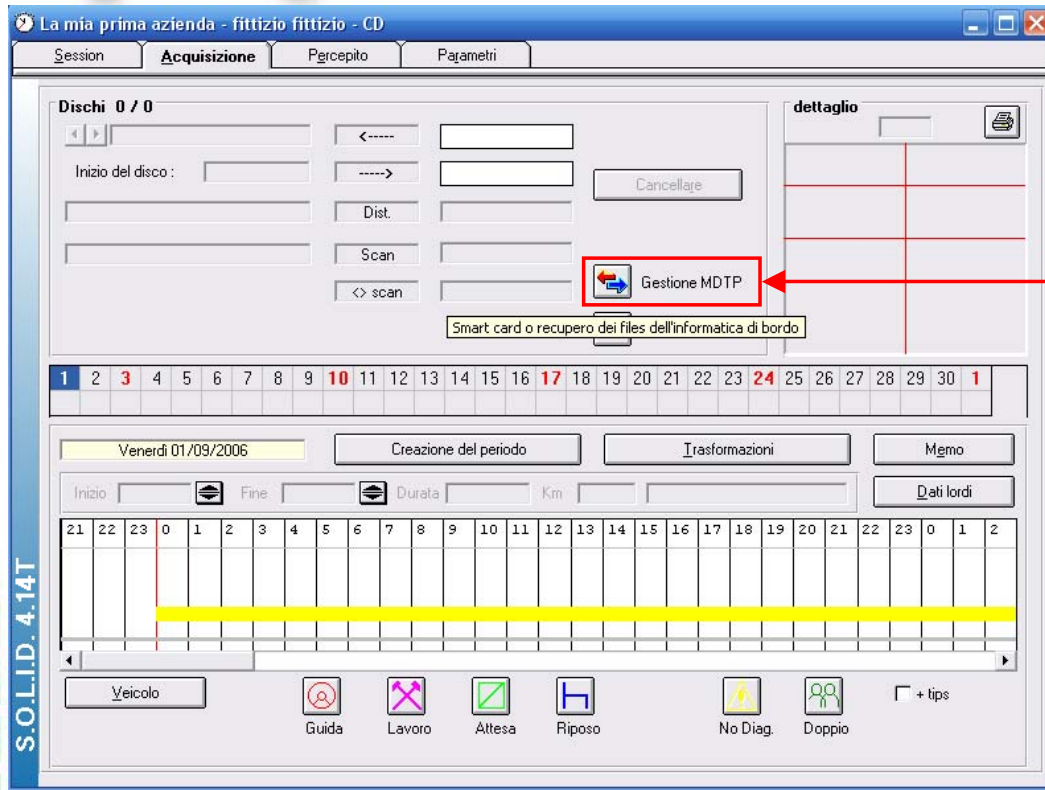 La mia prima azienda - fittizio fittizio - CD
Session Acquisizione Percepito Parametri
Dischi 0 / 0
dettaglio
<-----
Inizio del disco :
----->
Cancellare
Dist.
Scan
Gestione MDTP
<> scan
Smart card o recupero dei files dell'informatica di bordo
1 2 3 4 5 6 7 8 9 10 11 12 13 14 15 16 17 18 19 20 21 22 23 24 25 26 27 28 29 30 1
Venerdì 01/09/2006 Creazione del periodo Trasformazioni Memo
Inizio Fine Durata Km Dati lordi
21 22 23 0 1 2 3 4 5 6 7 8 9 10 11 12 13 14 15 16 17 18 19 20 21 22 23 0 1 2
Veicolo + tips
Guida Lavoro Attesa Riposo No Diag. Doppio
S.O.L.I.D. 4.14T